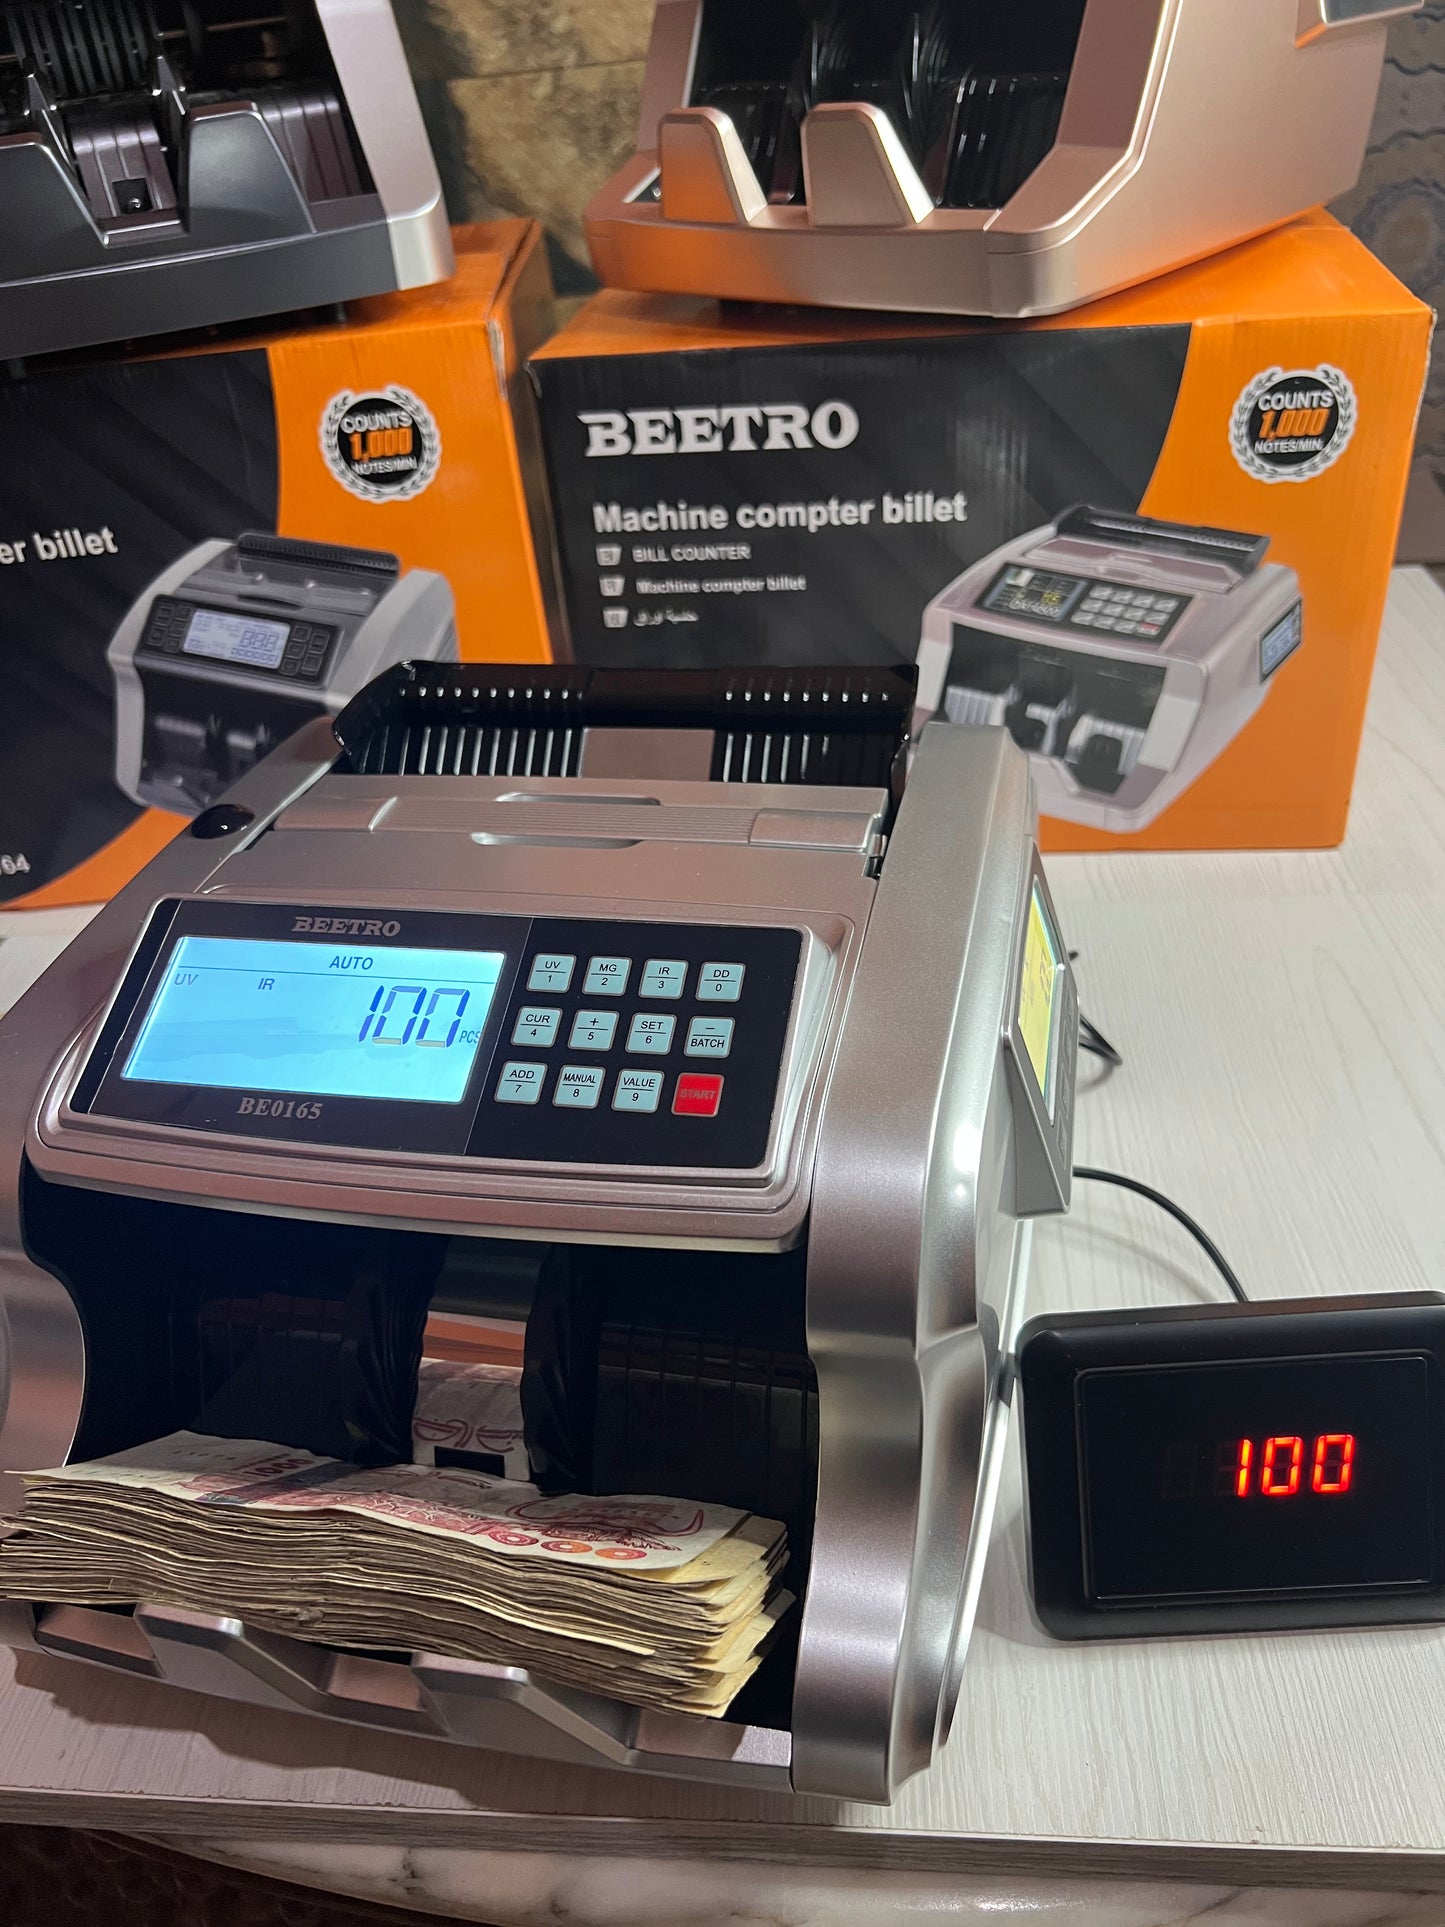 COUNTS
1,000
NOTES/MIN
er billet
64
BEETRO
Machine compter billet
BILL COUNTER
Machine compter billet
COUNTS
1,000
NOTES/MIN
BEETRO
AUTO
UV IR
100 PCS
BE0165
UV 1
MG 2
IR 3
DD 0
CUR 4
+ 5
SET 6
− BATCH
ADD 7
MANUAL 8
VALUE 9
START
1000
100